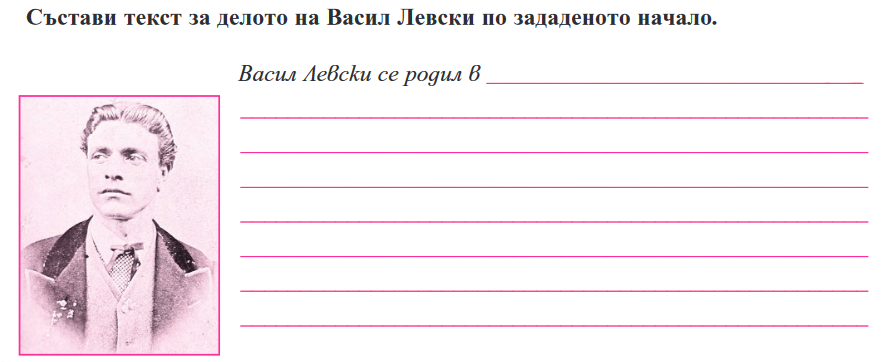 Състави текст за делото на Васил Левски по зададеното начало.
Васил Левски се родил в